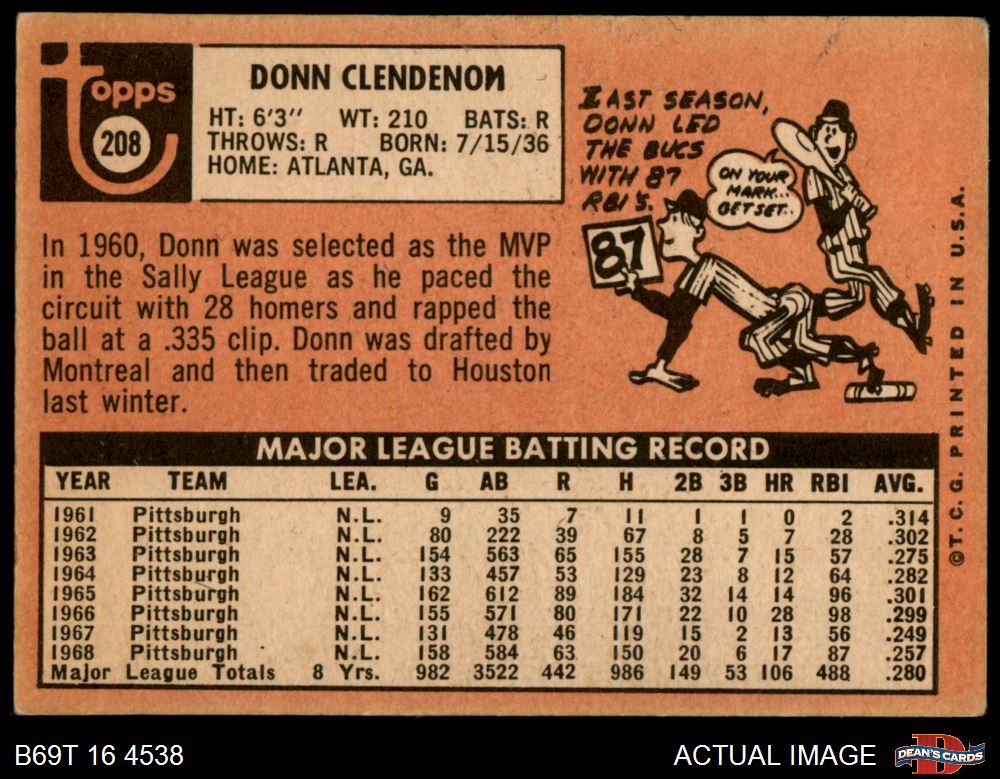 Topps
208
DONN CLENDENON
HT: 6'3" WT: 210 BATS: R
THROWS: R BORN: 7/15/36
HOME: ATLANTA, GA.
LAST SEASON,
DONN LED
THE BUCS
WITH 87
RBI'S.
ON YOUR
MARK...
GET SET..
87
In 1960, Donn was selected as the MVP
in the Sally League as he paced the
circuit with 28 homers and rapped the
ball at a .335 clip. Donn was drafted by
Montreal and then traded to Houston
last winter.
©T. C. G. PRINTED IN U.S.A.
MAJOR LEAGUE BATTING RECORD
YEAR TEAM LEA. G AB R H 2B 3B HR RBI AVG.
1961 Pittsburgh N.L. 9 35 7 11 1 1 0 2 .314
1962 Pittsburgh N.L. 80 222 39 67 8 5 7 28 .302
1963 Pittsburgh N.L. 154 563 65 155 28 7 15 57 .275
1964 Pittsburgh N.L. 133 457 53 129 23 8 12 64 .282
1965 Pittsburgh N.L. 162 612 89 184 32 14 14 96 .301
1966 Pittsburgh N.L. 155 571 80 171 22 10 28 98 .299
1967 Pittsburgh N.L. 131 478 46 119 15 2 13 56 .249
1968 Pittsburgh N.L. 158 584 63 150 20 6 17 87 .257
Major League Totals 8 Yrs. 982 3522 442 986 149 53 106 488 .280
B69T 16 4538
ACTUAL IMAGE
D
DEAN'S CARDS